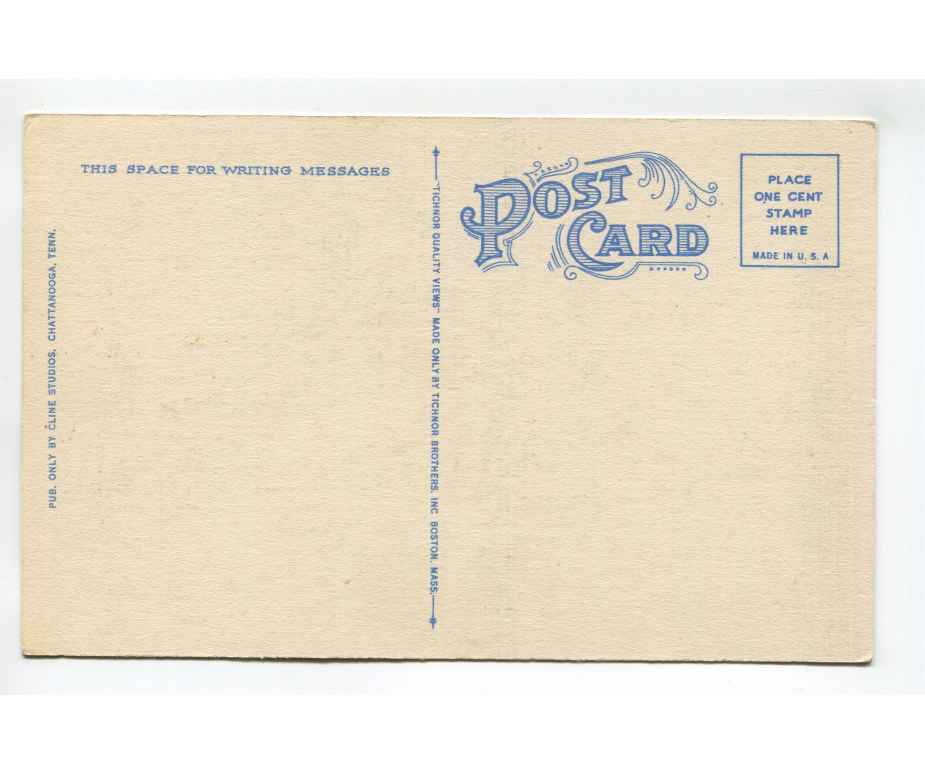 THIS SPACE FOR WRITING MESSAGES
PUB. ONLY BY CLINE STUDIOS, CHATTANOOGA, TENN.
"TICHNOR QUALITY VIEWS" MADE ONLY BY TICHNOR BROTHERS, INC. BOSTON, MASS.
POST
CARD
PLACE
ONE CENT
STAMP
HERE
MADE IN U. S. A